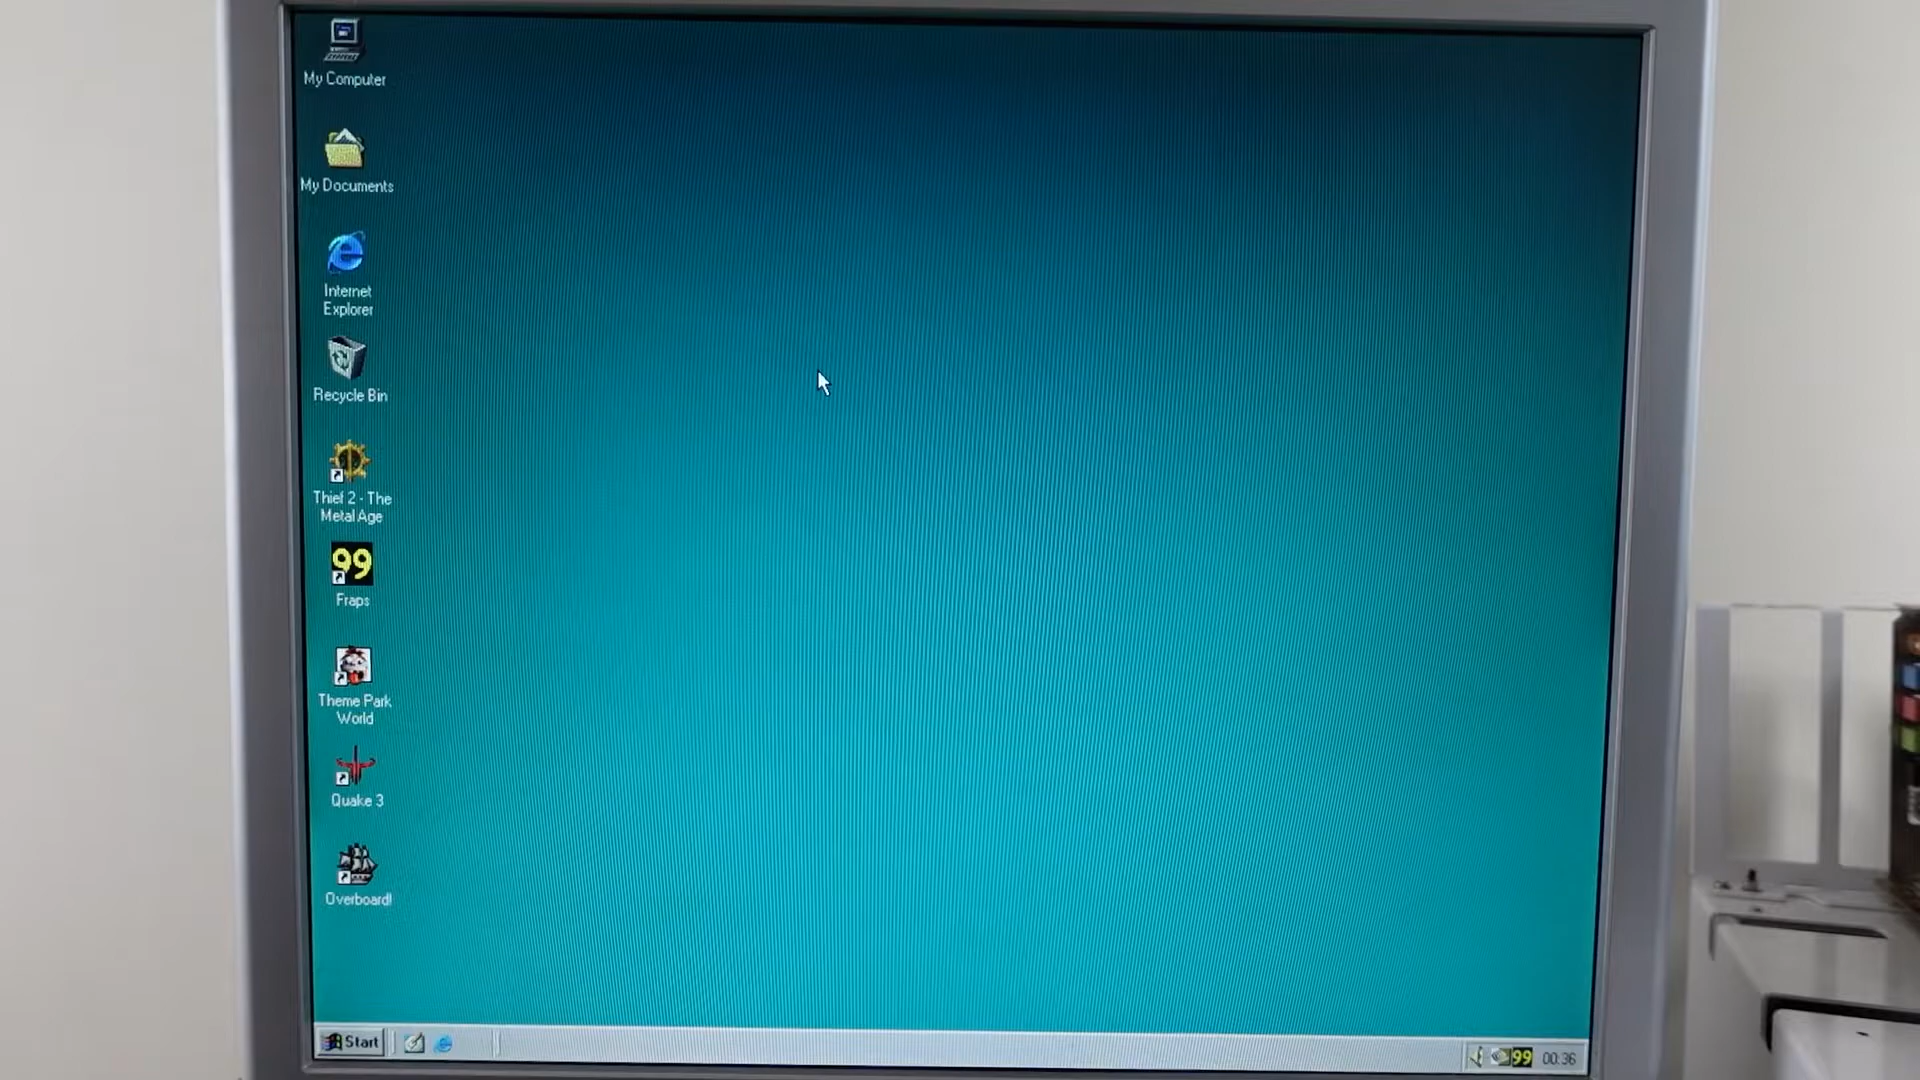 My Computer
My Documents
Internet
Explorer
Recycle Bin
Thief 2 - The
Metal Age
99
Fraps
Theme Park
World
Quake 3
Overboard!
Start
99
00:36